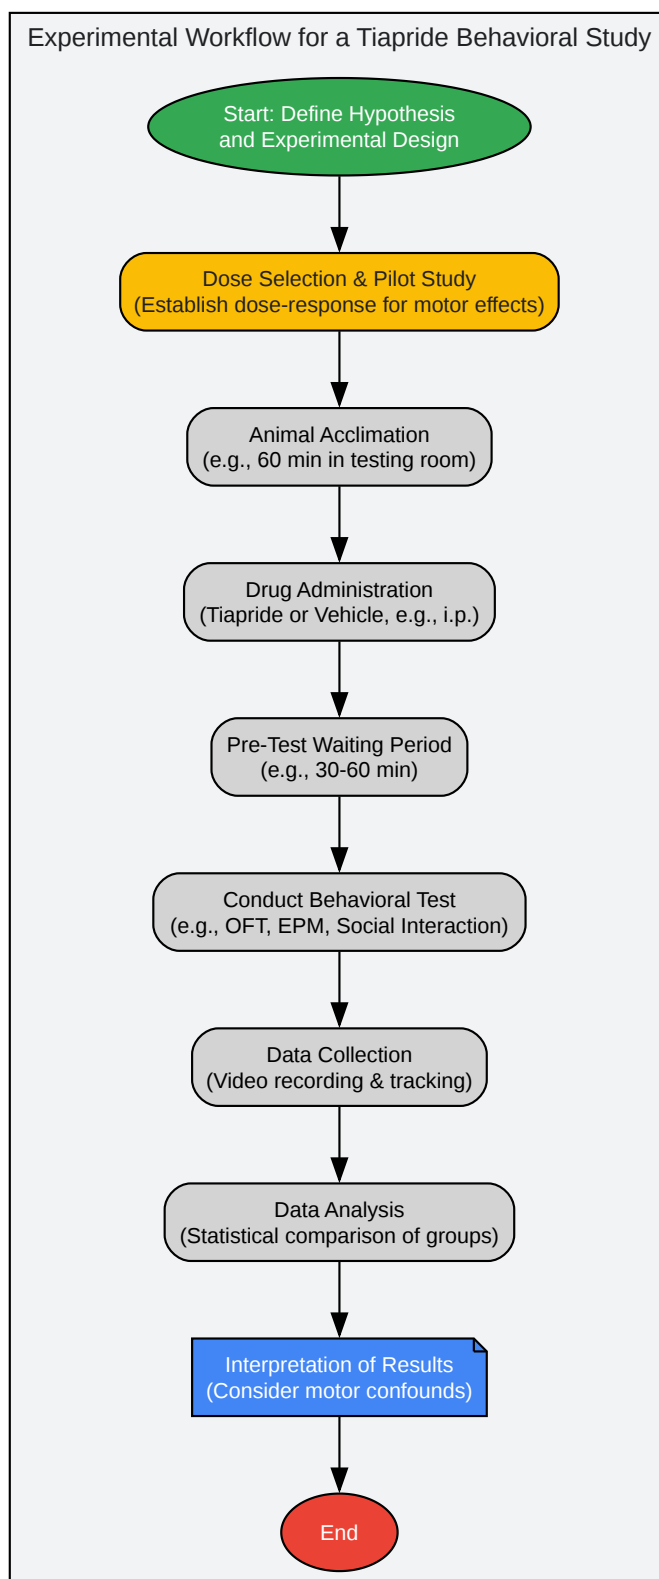 Experimental Workflow for a Tiapride Behavioral Study
Start: Define Hypothesis
and Experimental Design
Dose Selection & Pilot Study
(Establish dose-response for motor effects)
Animal Acclimation
(e.g., 60 min in testing room)
Drug Administration
(Tiapride or Vehicle, e.g., i.p.)
Pre-Test Waiting Period
(e.g., 30-60 min)
Conduct Behavioral Test
(e.g., OFT, EPM, Social Interaction)
Data Collection
(Video recording & tracking)
Data Analysis
(Statistical comparison of groups)
Interpretation of Results
(Consider motor confounds)
End